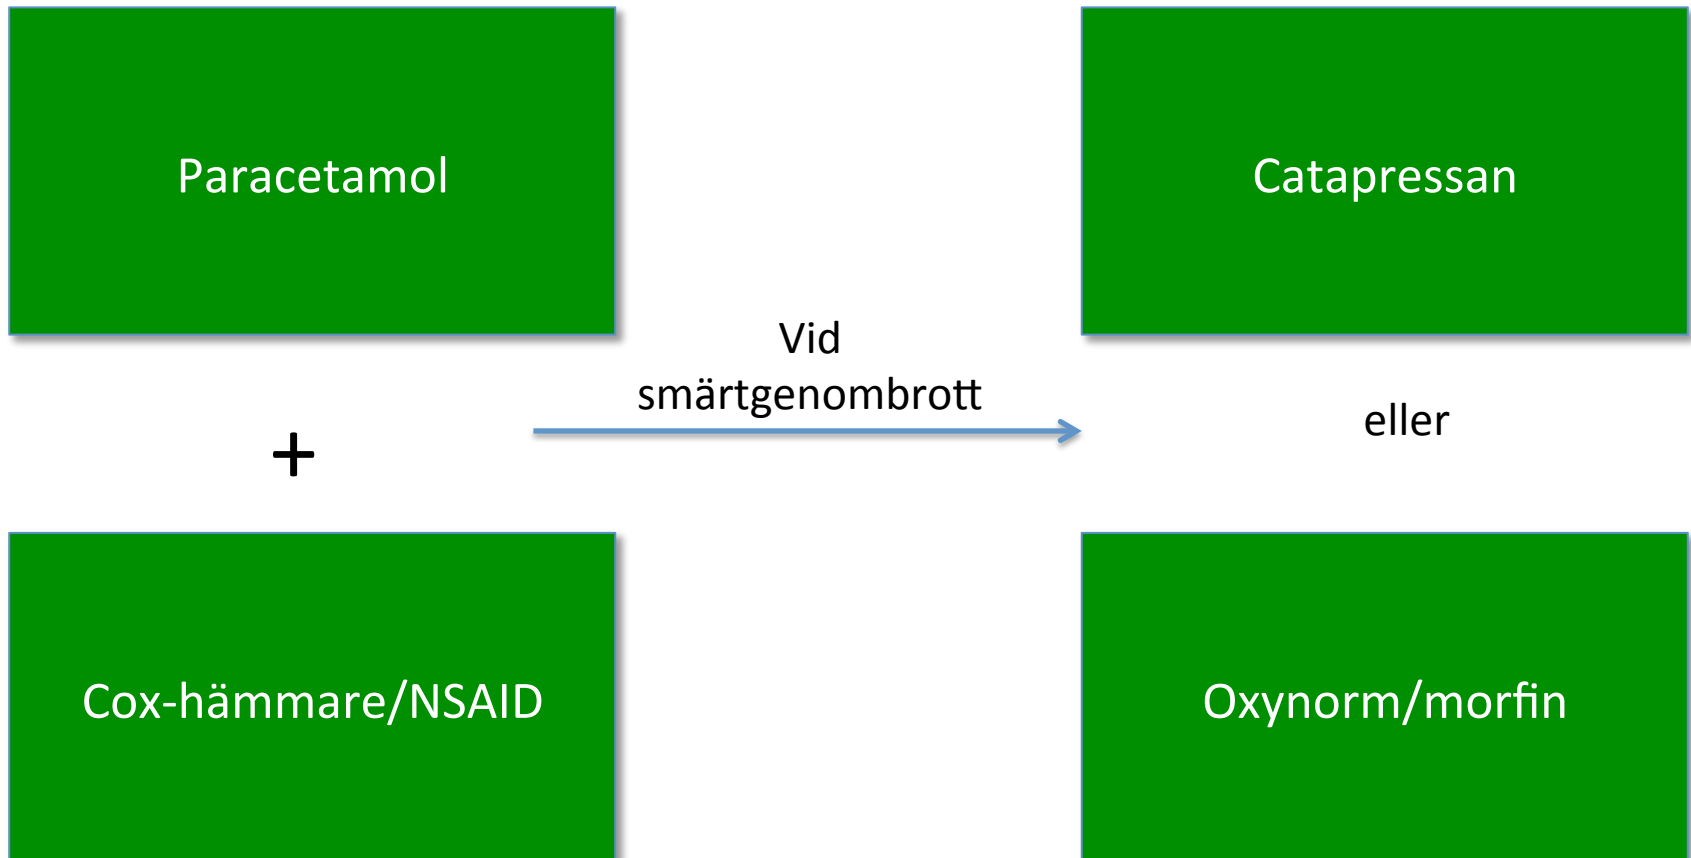 Paracetamol
+
Cox-hämmare/NSAID
Vid
smärtgenombrott
Catapressan
eller
Oxynorm/morfin